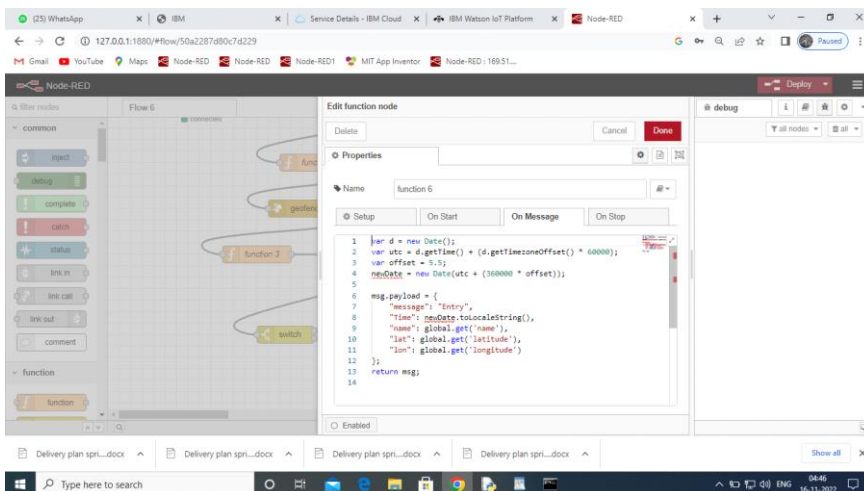 (25) WhatsApp
IBM
Service Details - IBM Cloud
IBM Watson IoT Platform
Node-RED
127.0.0.1:1880/#flow/50a2287d80c7d229
Paused
Gmail
YouTube
Maps
Node-RED
Node-RED
Node-RED1
MIT App Inventor
Node-RED : 169.51....
Node-RED
Deploy
filter nodes
Flow 6
Edit function node
debug
common
connected
Delete
Cancel
Done
all nodes
all
inject
Properties
debug
Name
function 6
complete
Setup
On Start
On Message
On Stop
catch
status
link in
link call
link out
comment
function
function
func
geofenc
function 3
switch
1 var d = new Date();
2 var utc = d.getTime() + (d.getTimezoneOffset() * 60000);
3 var offset = 5.5;
4 newDate = new Date(utc + (360000 * offset));
5
6 msg.payload = {
7 "message": "Entry",
8 "Time": newDate.toLocaleString(),
9 "name": global.get('name'),
10 "lat": global.get('latitude'),
11 "lon": global.get('longitude')
12 };
13 return msg;
14
Enabled
Delivery plan spri....docx
Delivery plan spri....docx
Delivery plan spri....docx
Delivery plan spri....docx
Show all
Type here to search
ENG
04:46
16-11-2022